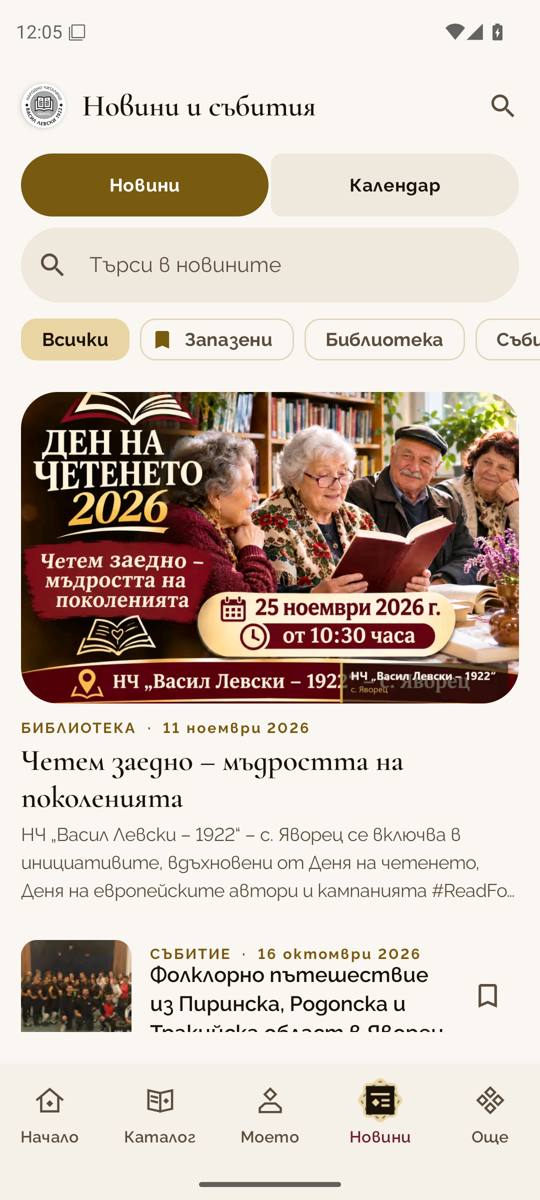 12:05
Новини и събития
Новини
Календар
Търси в новините
Всички
Запазени
Библиотека
ДЕН НА
ЧЕТЕНЕТО
2026
Четем заедно –
мъдростта на
поколенията
25 ноември 2026 г.
от 10:30 часа
НЧ „Васил Левски – 1922
– с. Яворец
НЧ „Васил Левски – 1922“
с. Яворец
БИБЛИОТЕКА · 11 ноември 2026
Четем заедно – мъдростта на
поколенията
НЧ „Васил Левски – 1922“ – с. Яворец се включва в
инициативите, вдъхновени от Деня на четенето,
Деня на европейските автори и кампанията #ReadFo...
СЪБИТИЕ · 16 октомври 2026
Фолклорно пътешествие
из Пиринска, Родопска и
Тракийска област в Яворец
Начало
Каталог
Моето
Новини
Още